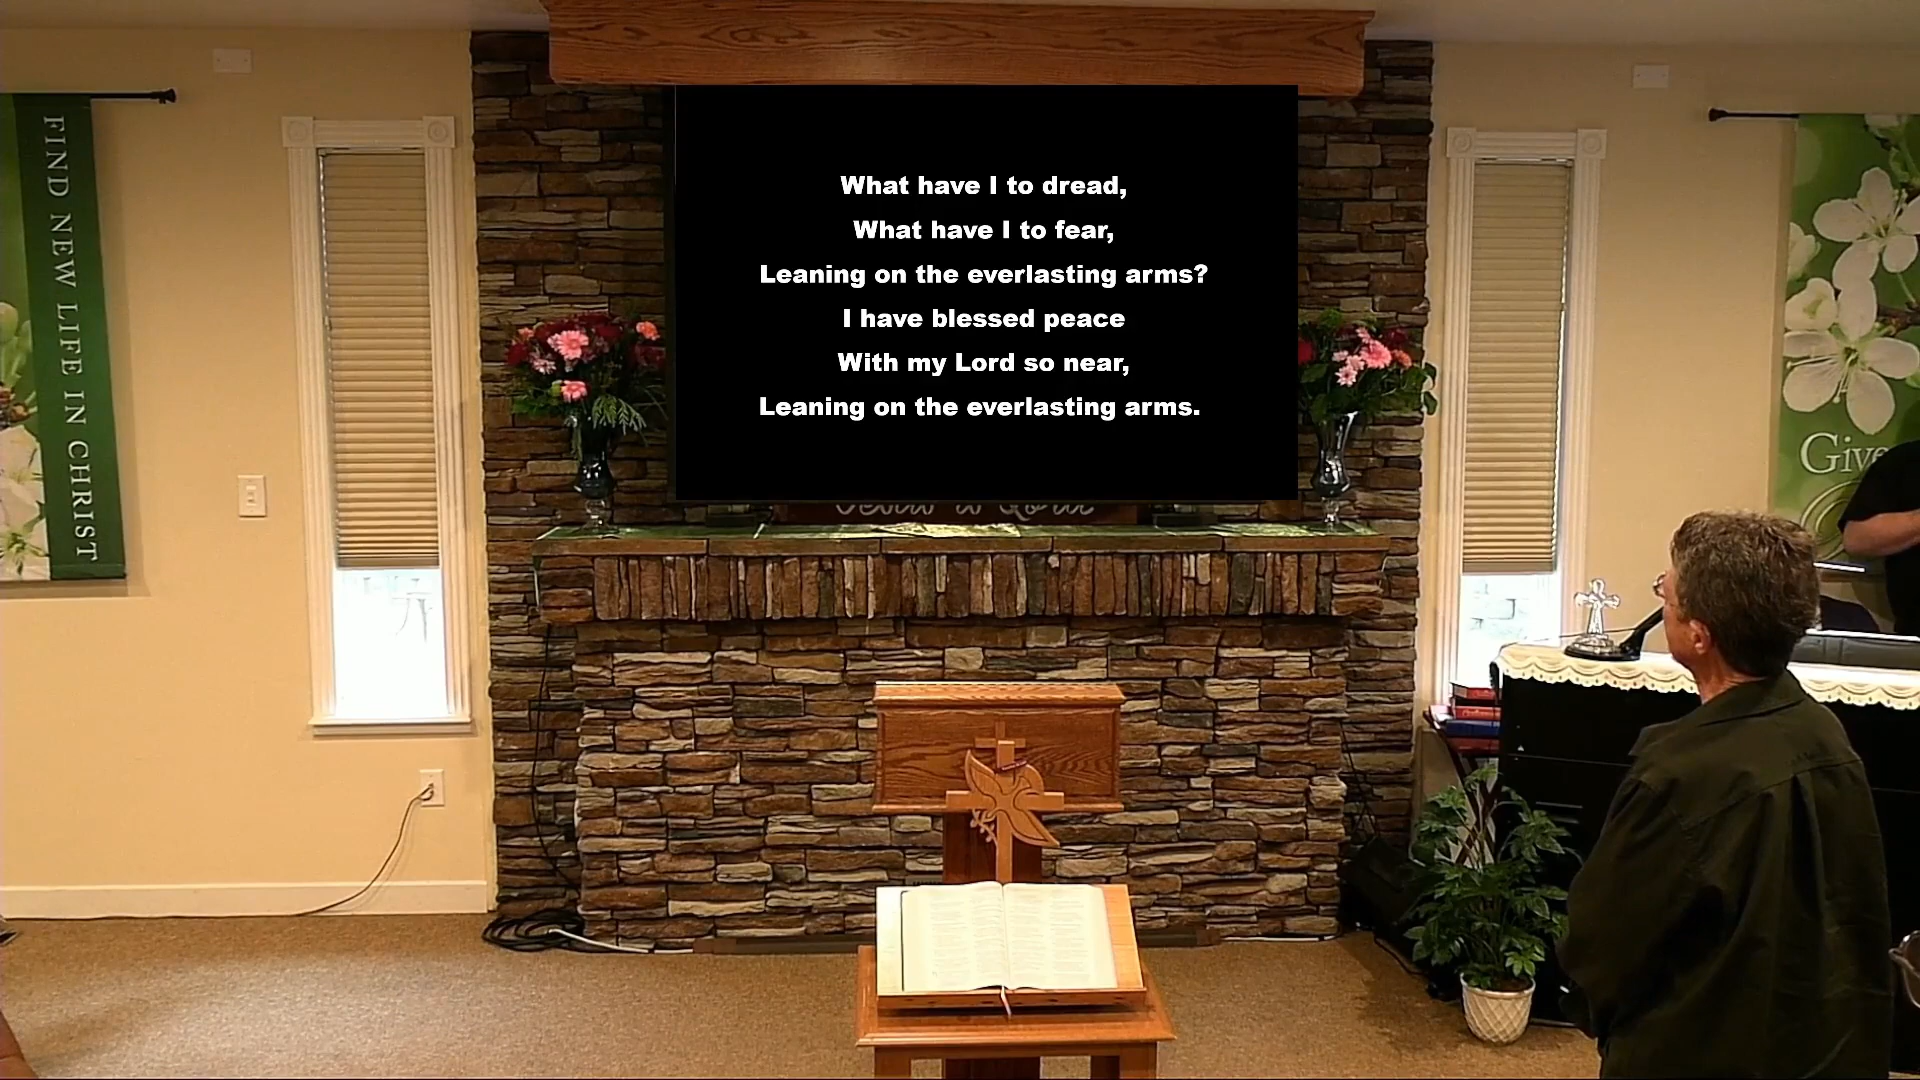 FIND NEW LIFE IN CHRIST
What have I to dread,
What have I to fear,
Leaning on the everlasting arms?
I have blessed peace
With my Lord so near,
Leaning on the everlasting arms.
Give